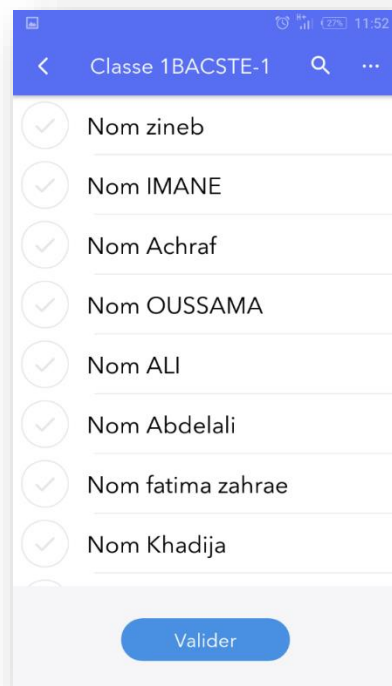 H+ 27% 11:52
Classe 1BACSTE-1
Nom zineb
Nom IMANE
Nom Achraf
Nom OUSSAMA
Nom ALI
Nom Abdelali
Nom fatima zahrae
Nom Khadija
Valider